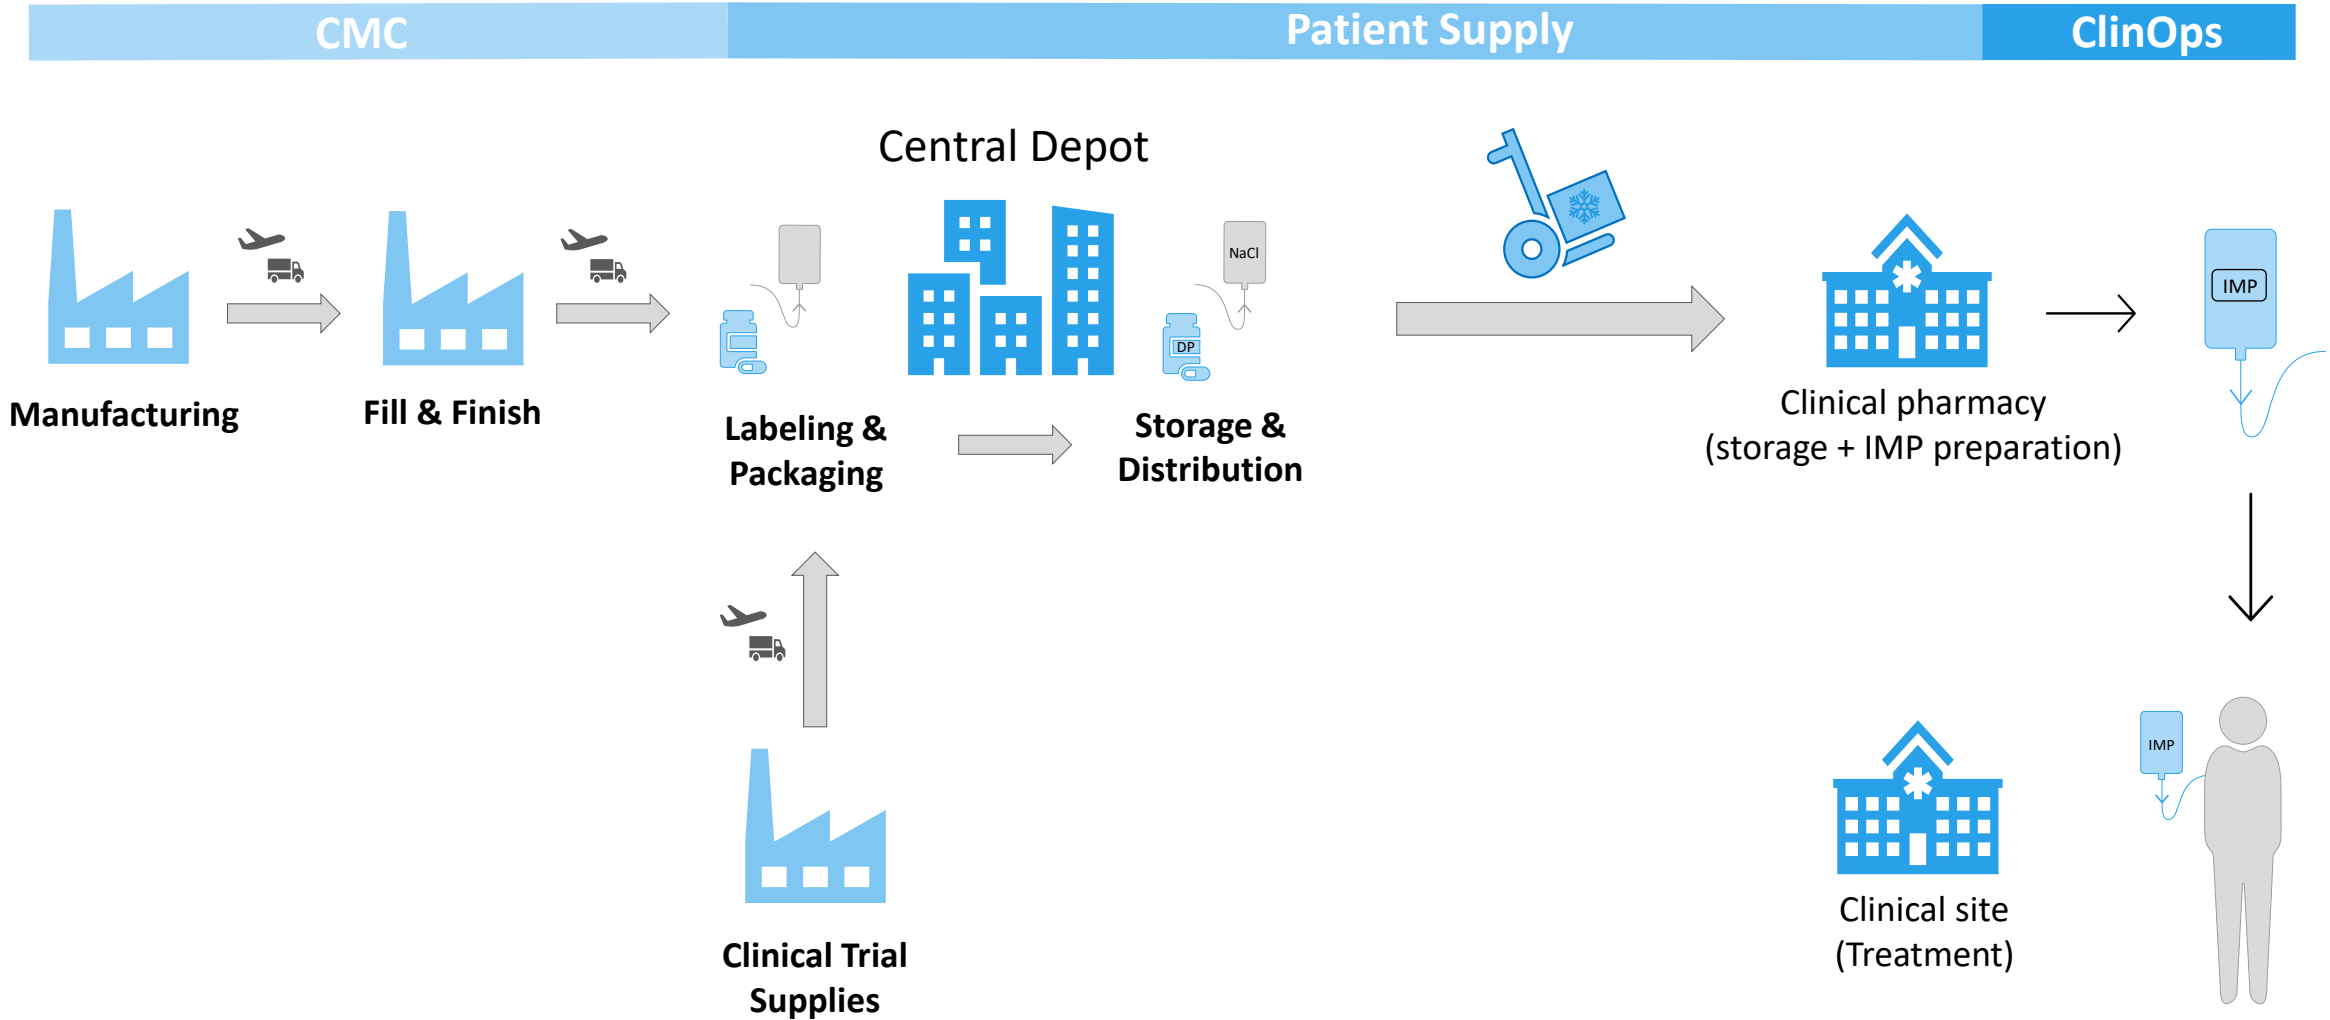 CMC
Patient Supply
ClinOps
Central Depot
NaCl
DP
IMP
Manufacturing
Fill & Finish
Labeling &
Packaging
Storage &
Distribution
Clinical pharmacy
(storage + IMP preparation)
IMP
Clinical site
(Treatment)
Clinical Trial
Supplies